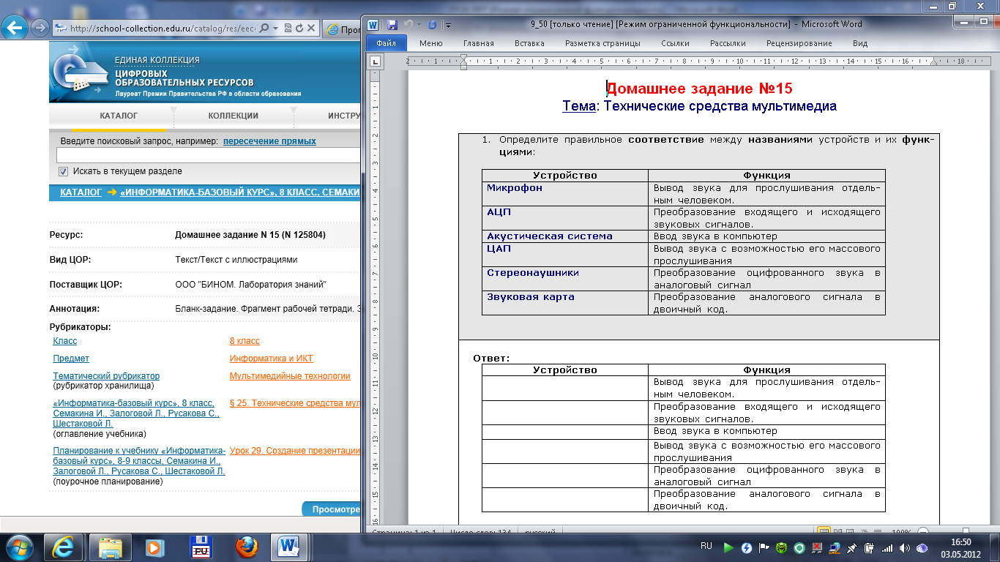 http://school-collection.edu.ru/catalog/res/eec
ЕДИНАЯ КОЛЛЕКЦИЯ
ЦИФРОВЫХ
ОБРАЗОВАТЕЛЬНЫХ РЕСУРСОВ
Лауреат Премии Правительства РФ в области образования
КАТАЛОГ КОЛЛЕКЦИИ ИНСТРУ
Введите поисковый запрос, например: пересечение прямых
Искать в текущем разделе
КАТАЛОГ «ИНФОРМАТИКА-БАЗОВЫЙ КУРС», 8 КЛАСС, СЕМАКИ
Ресурс: Домашнее задание N 15 (N 125804)
Вид ЦОР: Текст/Текст с иллюстрациями
Поставщик ЦОР: ООО "БИНОМ. Лаборатория знаний"
Аннотация: Бланк-задание. Фрагмент рабочей тетради.
Рубрикаторы:
Класс 8 класс
Предмет Информатика и ИКТ
Тематический рубрикатор Мультимедийные технологии
(рубрикатор хранилища)
«Информатика-базовый курс», 8 класс, § 25. Технические средства мул
Семакина И., Залоговой Л., Русакова С.,
Шестаковой Л.
(оглавление учебника)
Планирование к учебнику «Информатика- Урок 29. Создание презентации
базовый курс», 8-9 классы, Семакина И.,
Залоговой Л., Русакова С., Шестаковой Л.
(поурочное планирование)
Просмотре
9_50 [только чтение] [Режим ограниченной функциональности] - Microsoft Word
Файл Меню Главная Вставка Разметка страницы Ссылки Рассылки Рецензирование Вид
Домашнее задание №15
Тема: Технические средства мультимедиа
1. Определите правильное соответствие между названиями устройств и их функ-
циями:
Устройство Функция
Микрофон Вывод звука для прослушивания отдель-
ным человеком.
АЦП Преобразование входящего и исходящего
звуковых сигналов.
Акустическая система Ввод звука в компьютер
ЦАП Вывод звука с возможностью его массового
прослушивания
Стереонаушники Преобразование оцифрованного звука в
аналоговый сигнал
Звуковая карта Преобразование аналогового сигнала в
двоичный код.
Ответ:
Устройство Функция
Вывод звука для прослушивания отдель-
ным человеком.
Преобразование входящего и исходящего
звуковых сигналов.
Ввод звука в компьютер
Вывод звука с возможностью его массового
прослушивания
Преобразование оцифрованного звука в
аналоговый сигнал
Преобразование аналогового сигнала в
двоичный код.
RU 16:50
03.05.2012